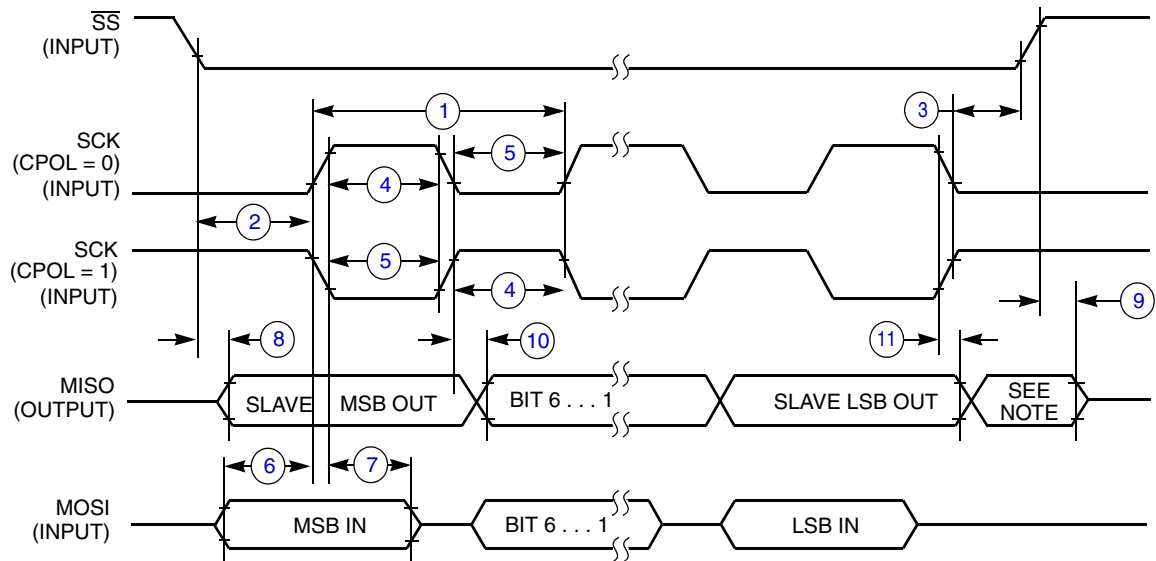 SS
(INPUT)
1
3
SCK
(CPOL = 0)
(INPUT)
5
4
2
SCK
(CPOL = 1)
(INPUT)
5
4
9
8
10
11
MISO
(OUTPUT)
SLAVE MSB OUT
BIT 6 . . . 1
SLAVE LSB OUT
SEE
NOTE
6
7
MOSI
(INPUT)
MSB IN
BIT 6 . . . 1
LSB IN